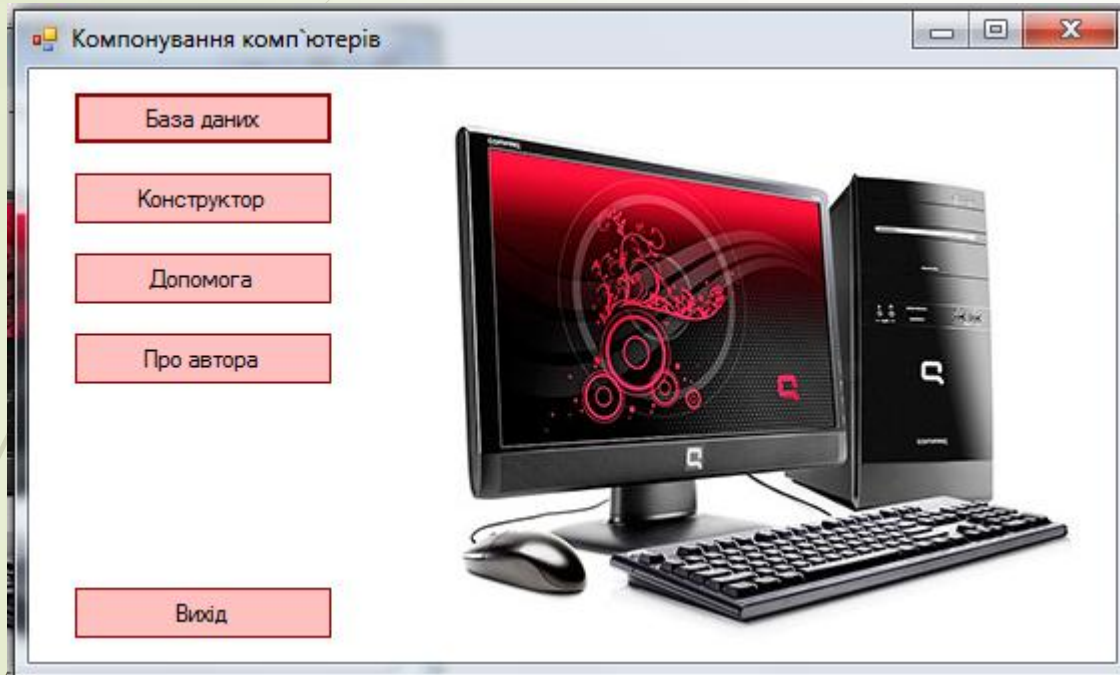 Компонування комп`ютерів
База даних
Конструктор
Допомога
Про автора
Вихід